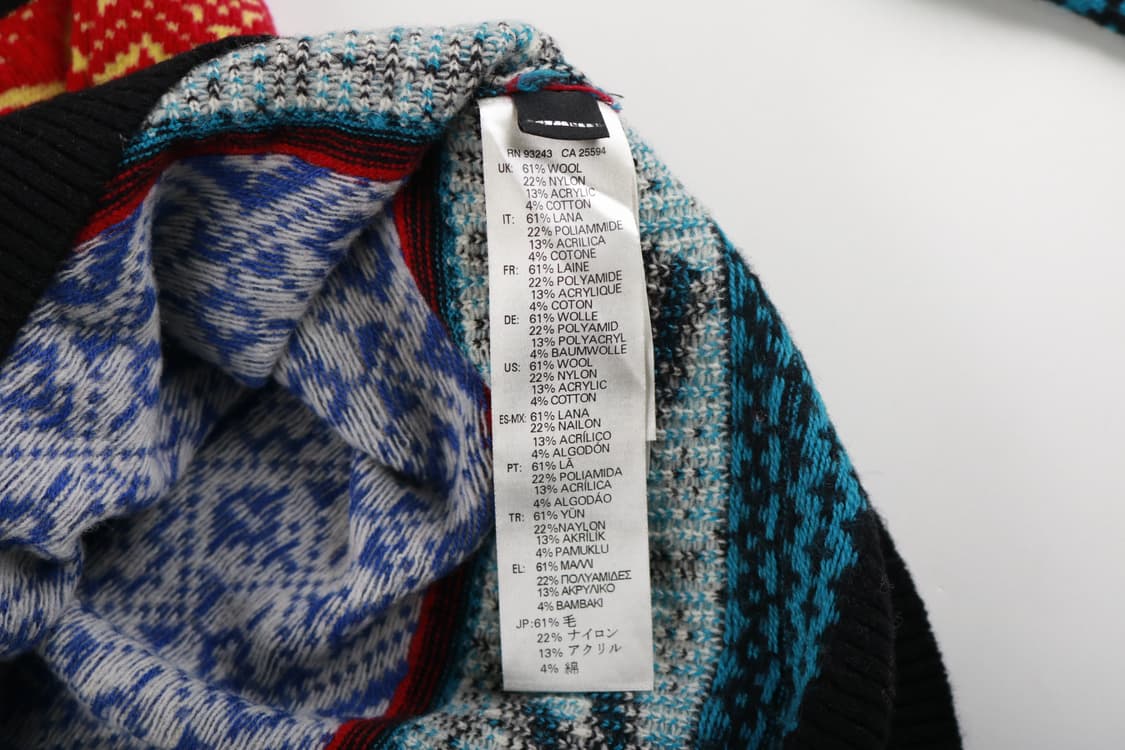 RN 93243 CA 25594
UK: 61% WOOL
22% NYLON
13% ACRYLIC
4% COTTON
IT: 61% LANA
22% POLIAMMIDE
13% ACRILICA
4% COTONE
FR: 61% LAINE
22% POLYAMIDE
13% ACRYLIQUE
4% COTON
DE: 61% WOLLE
22% POLYAMID
13% POLYACRYL
4% BAUMWOLLE
US: 61% WOOL
22% NYLON
13% ACRYLIC
4% COTTON
ES-MX: 61% LANA
22% NAILON
13% ACRÍLICO
4% ALGODÓN
PT: 61% LÃ
22% POLIAMIDA
13% ACRÍLICA
4% ALGODÁO
TR: 61% YÜN
22%NAYLON
13% AKRİLİK
4% PAMUKLU
EL: 61% ΜΑΛΛΙ
22% ΠΟΛΥΑΜΙΔΕΣ
13% ΑΚΡΥΛΙΚΟ
4% ΒΑΜΒΑΚΙ
JP:61% 毛
22% ナイロン
13% アクリル
4% 綿